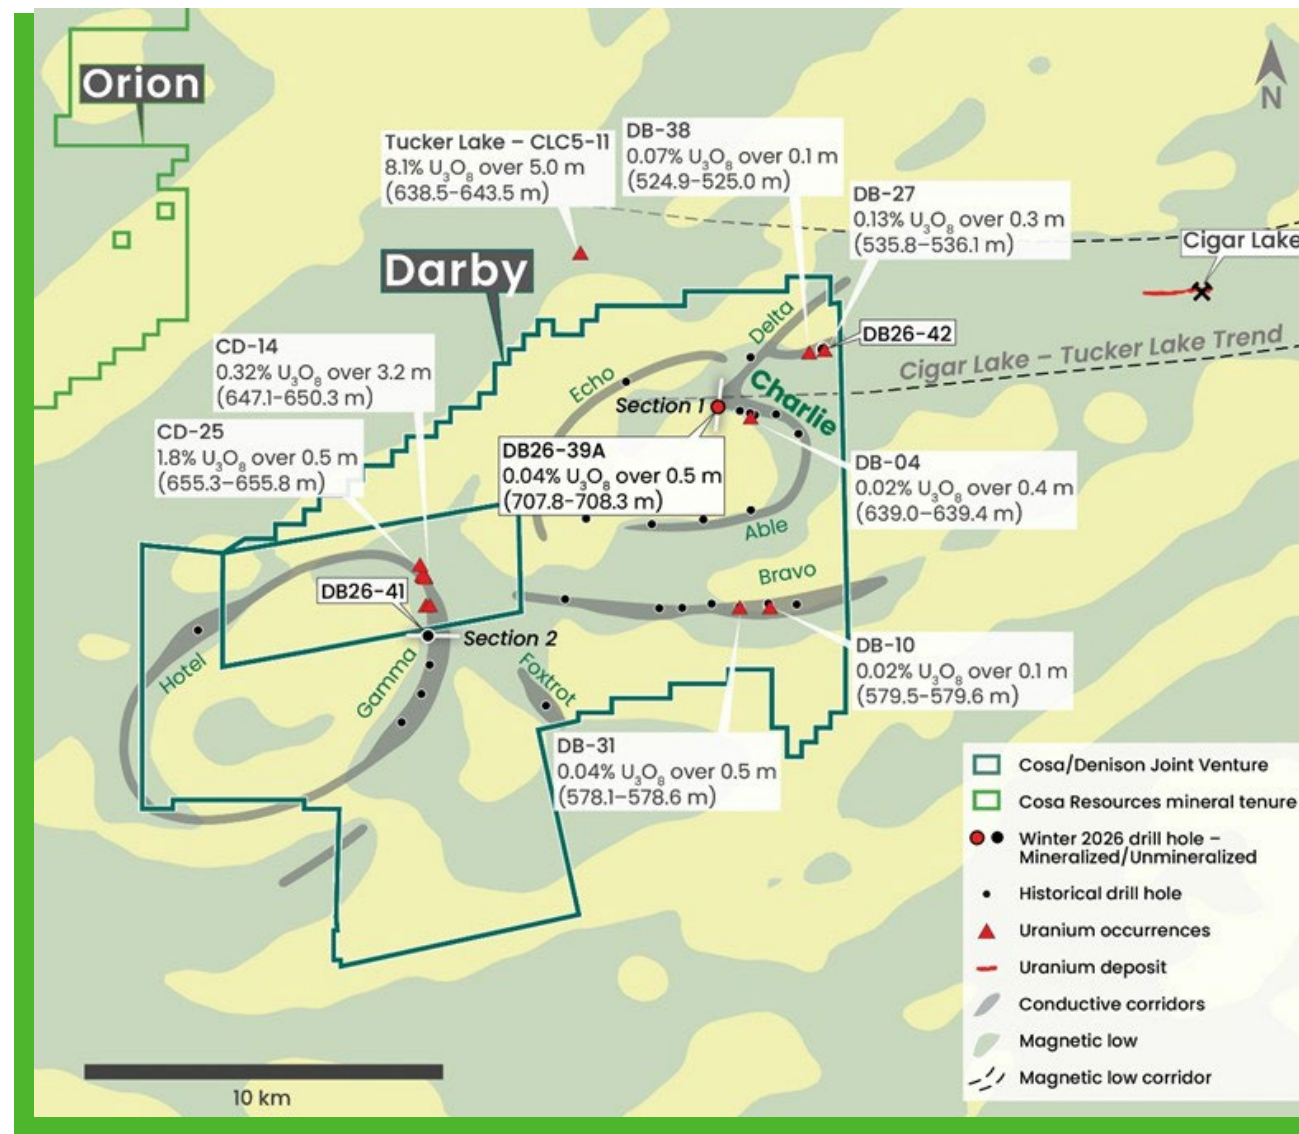 Orion
N
Tucker Lake – CLC5-11
8.1% U₃O₈ over 5.0 m
(638.5-643.5 m)
DB-38
0.07% U₃O₈ over 0.1 m
(524.9-525.0 m)
DB-27
0.13% U₃O₈ over 0.3 m
(535.8–536.1 m)
Cigar Lake
Darby
Delta
DB26-42
Cigar Lake – Tucker Lake Trend
CD-14
0.32% U₃O₈ over 3.2 m
(647.1-650.3 m)
Echo
Charlie
Section 1
CD-25
1.8% U₃O₈ over 0.5 m
(655.3–655.8 m)
DB26-39A
0.04% U₃O₈ over 0.5 m
(707.8-708.3 m)
DB-04
0.02% U₃O₈ over 0.4 m
(639.0–639.4 m)
Able
Bravo
DB26-41
Section 2
Hotel
Gamma
Foxtrot
DB-10
0.02% U₃O₈ over 0.1 m
(579.5-579.6 m)
DB-31
0.04% U₃O₈ over 0.5 m
(578.1–578.6 m)
Cosa/Denison Joint Venture
Cosa Resources mineral tenure
Winter 2026 drill hole –
Mineralized/Unmineralized
Historical drill hole
Uranium occurrences
Uranium deposit
Conductive corridors
Magnetic low
Magnetic low corridor
10 km